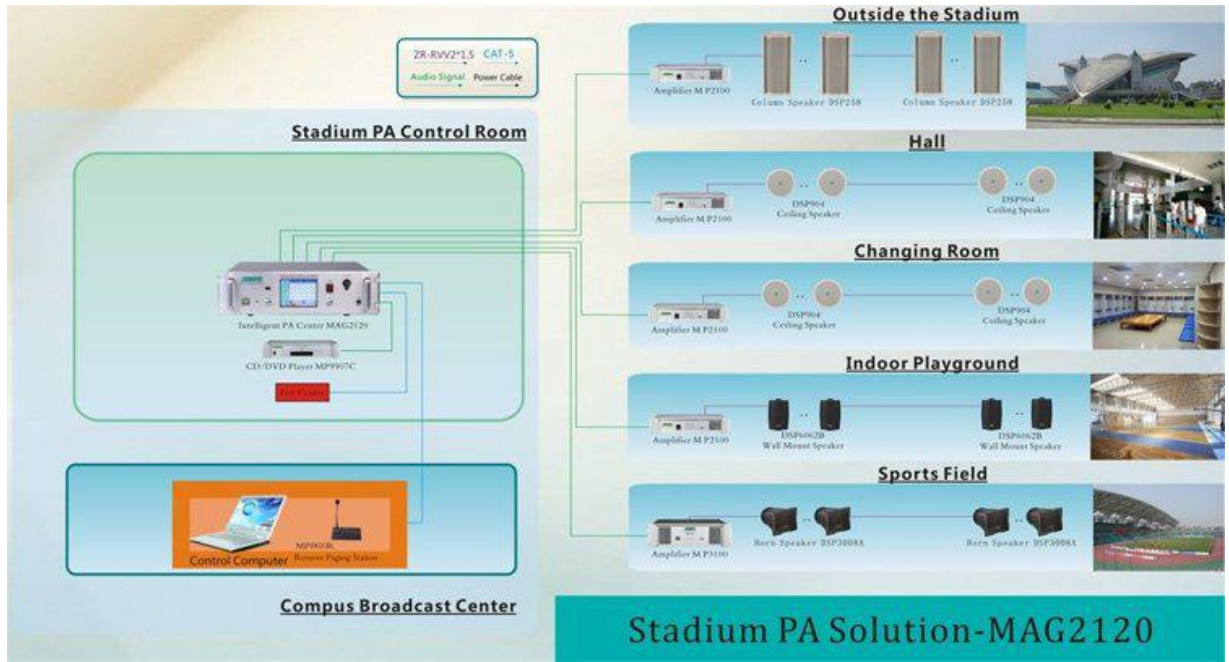 Outside the Stadium
ZR-RVV2*1.5 CAT-5
Audio Signal Power Cable
Amplifier M P2100
Column Speaker DSP258
Column Speaker DSP258
Stadium PA Control Room
Hall
Amplifier M P2100
DSP904
Ceiling Speaker
DSP904
Ceiling Speaker
Changing Room
Amplifier M P2100
DSP904
Ceiling Speaker
DSP904
Ceiling Speaker
Intelligent PA Center MAG2120
CD/DVD Player MP9907C
Indoor Playground
Amplifier M P2100
DSP6062B
Wall Mount Speaker
DSP6062B
Wall Mount Speaker
Sports Field
Amplifier M P3100
Horn Speaker DSP3008A
Horn Speaker DSP3008A
Remote Paging Station
Control Computer
Compus Broadcast Center
Stadium PA Solution-MAG2120